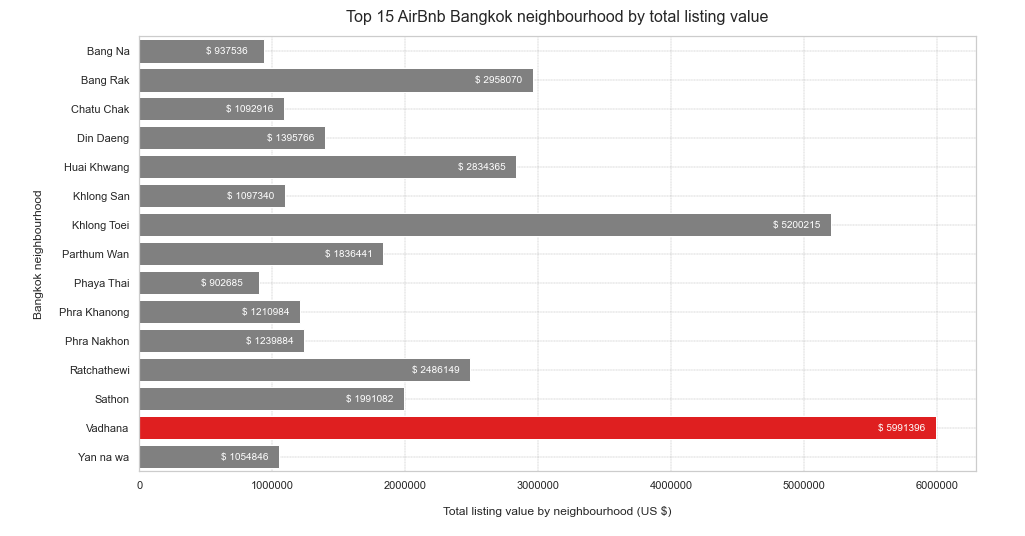 Top 15 AirBnb Bangkok neighbourhood by total listing value
Bangkok neighbourhood
Bang Na $ 937536
Bang Rak $ 2958070
Chatu Chak $ 1092916
Din Daeng $ 1395766
Huai Khwang $ 2834365
Khlong San $ 1097340
Khlong Toei $ 5200215
Parthum Wan $ 1836441
Phaya Thai $ 902685
Phra Khanong $ 1210984
Phra Nakhon $ 1239884
Ratchathewi $ 2486149
Sathon $ 1991082
Vadhana $ 5991396
Yan na wa $ 1054846
0 1000000 2000000 3000000 4000000 5000000 6000000
Total listing value by neighbourhood (US $)